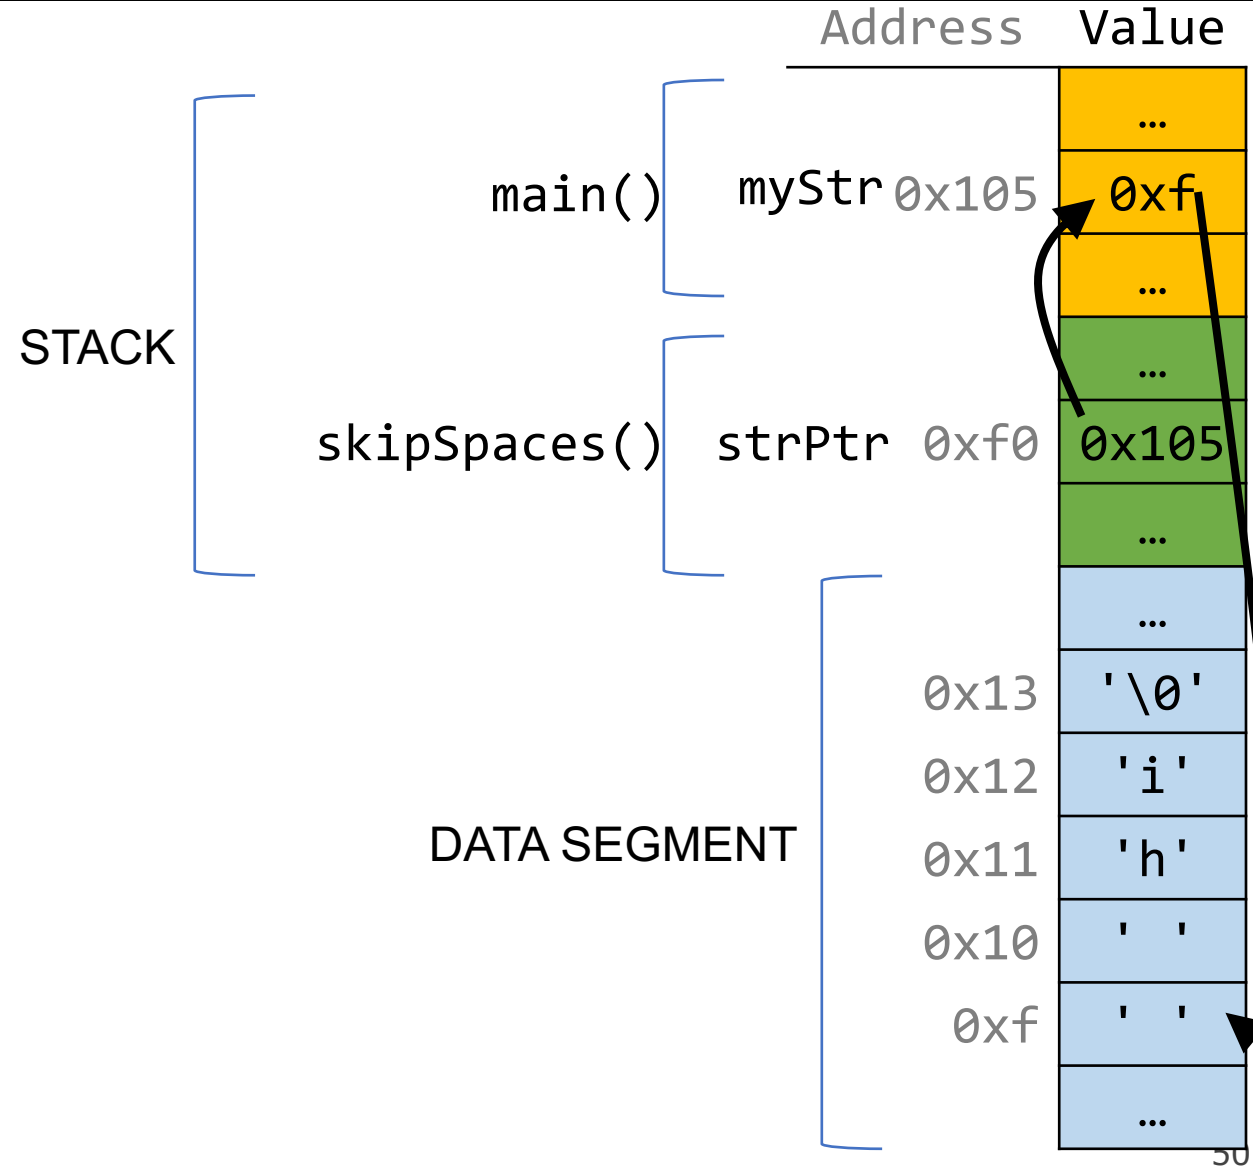 Address Value
…
main() myStr 0x105 0xf
…
STACK
…
skipSpaces() strPtr 0xf0 0x105
…
…
0x13 '\0'
0x12 'i'
DATA SEGMENT
0x11 'h'
0x10 ' '
0xf ' '
…
50